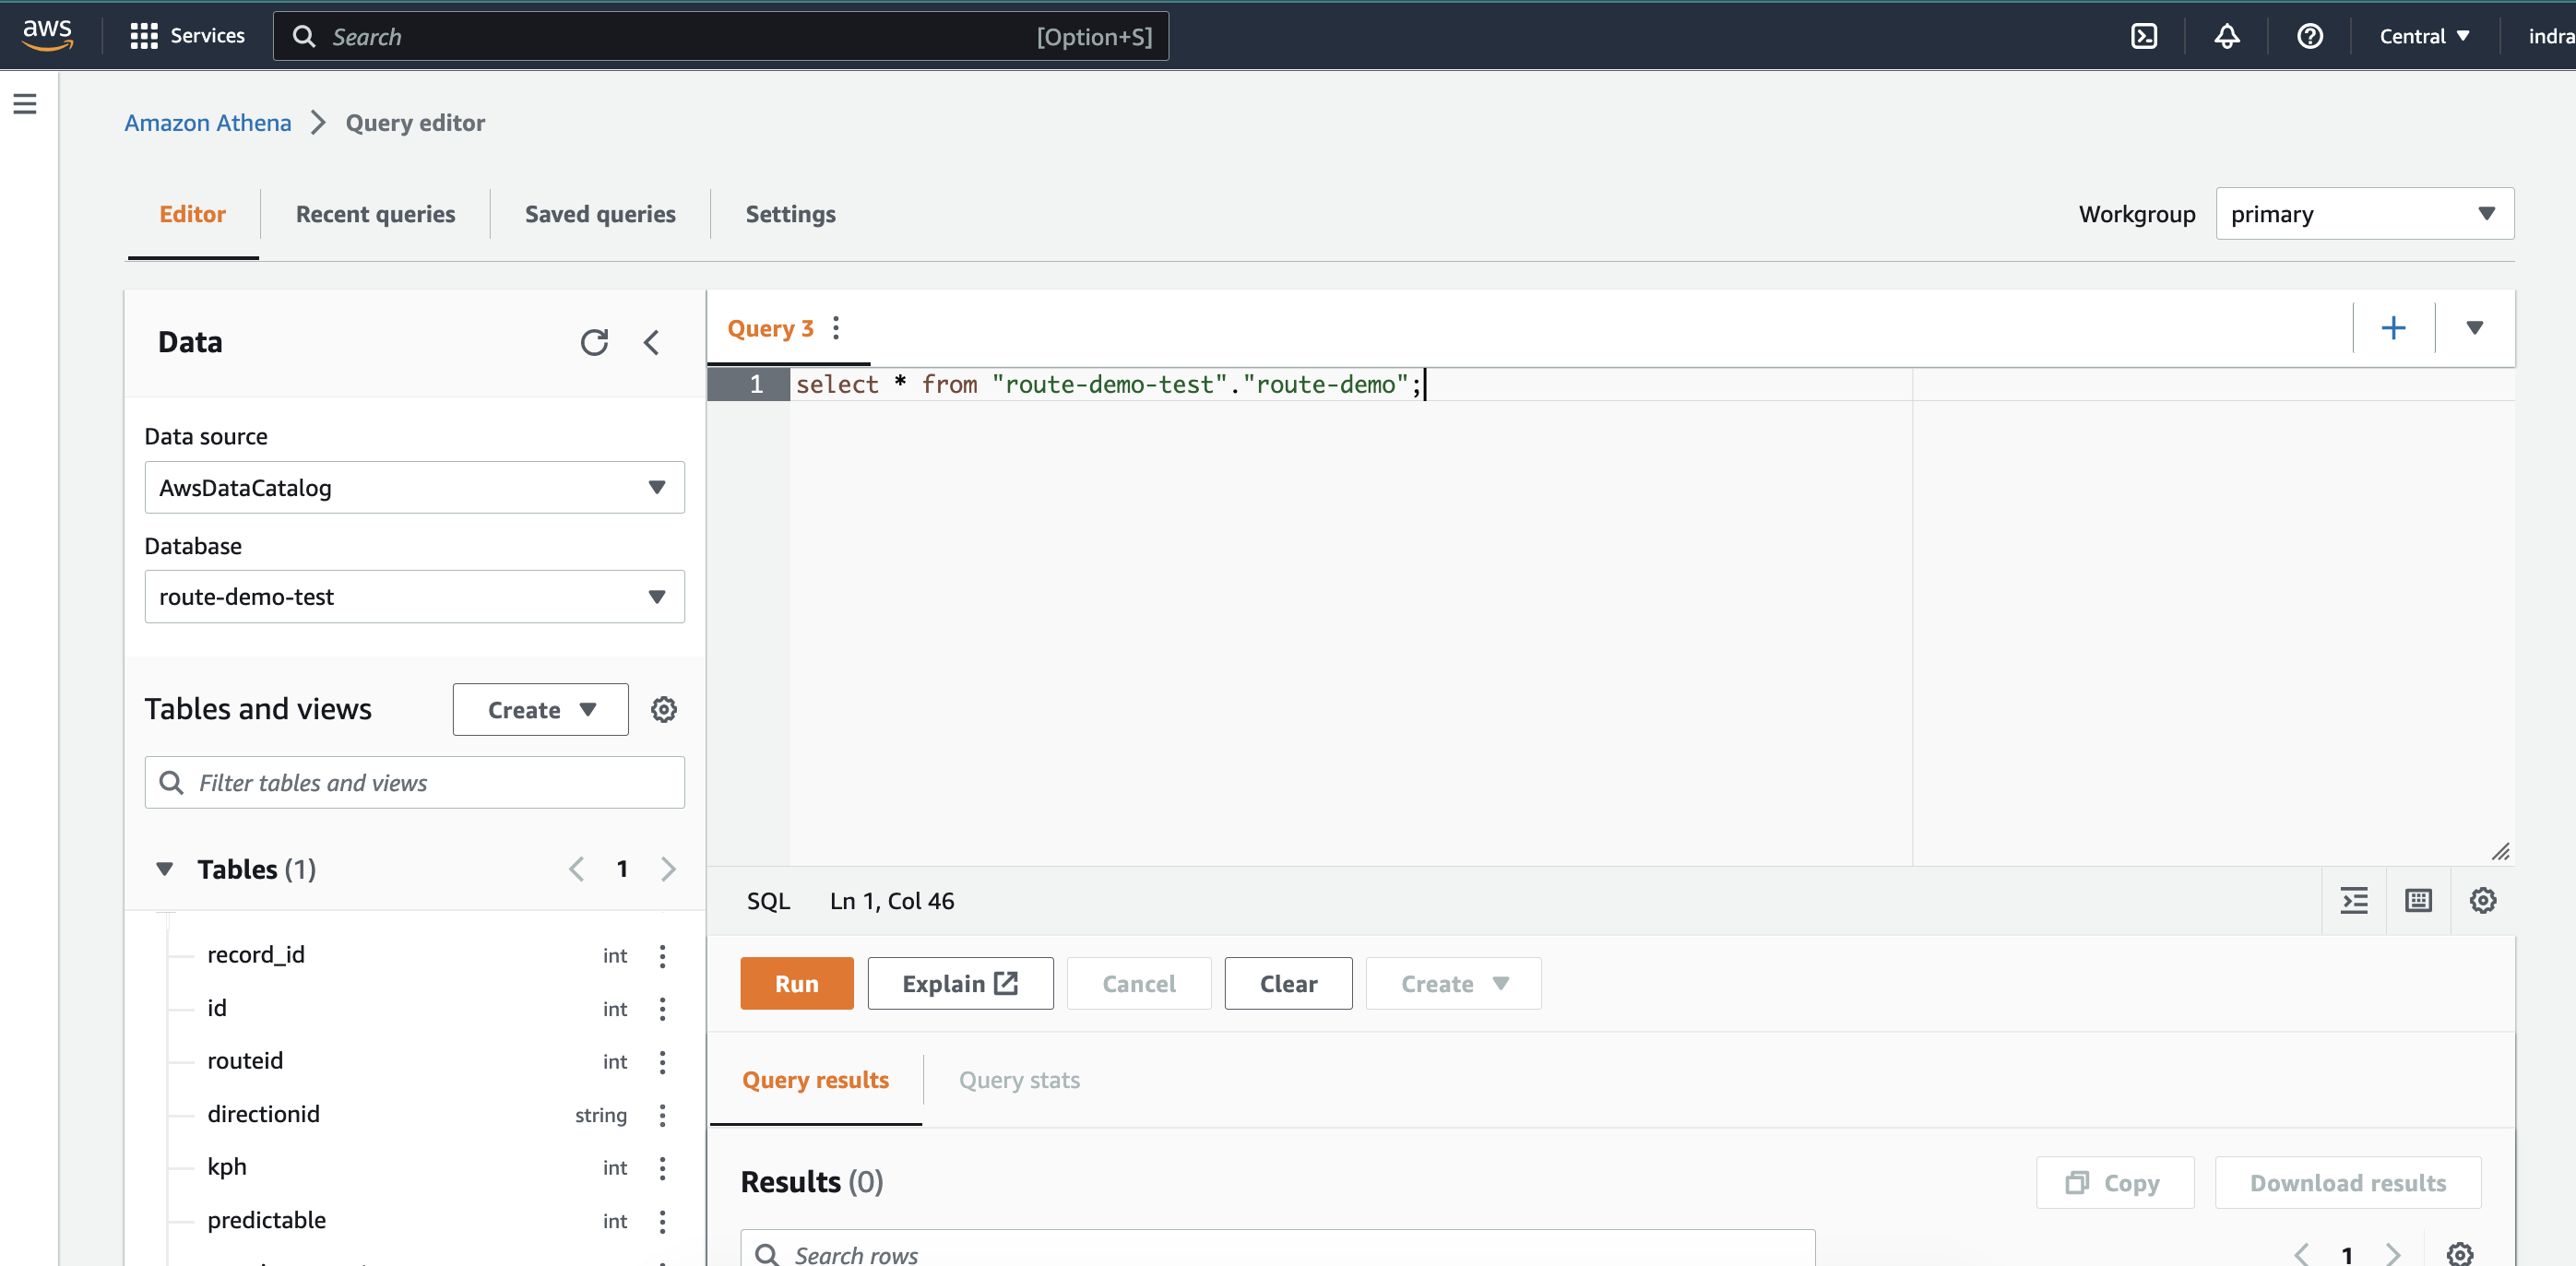 aws Services Search [Option+S] Central indra
Amazon Athena Query editor
Editor Recent queries Saved queries Settings Workgroup primary
Data
Query 3
1 select * from "route-demo-test"."route-demo";
Data source
AwsDataCatalog
Database
route-demo-test
Tables and views Create
Filter tables and views
Tables (1) 1
SQL Ln 1, Col 46
record_id int
id int
routeid int
directionid string
kph int
predictable int
Run Explain Cancel Clear Create
Query results Query stats
Results (0) Copy Download results
Search rows 1